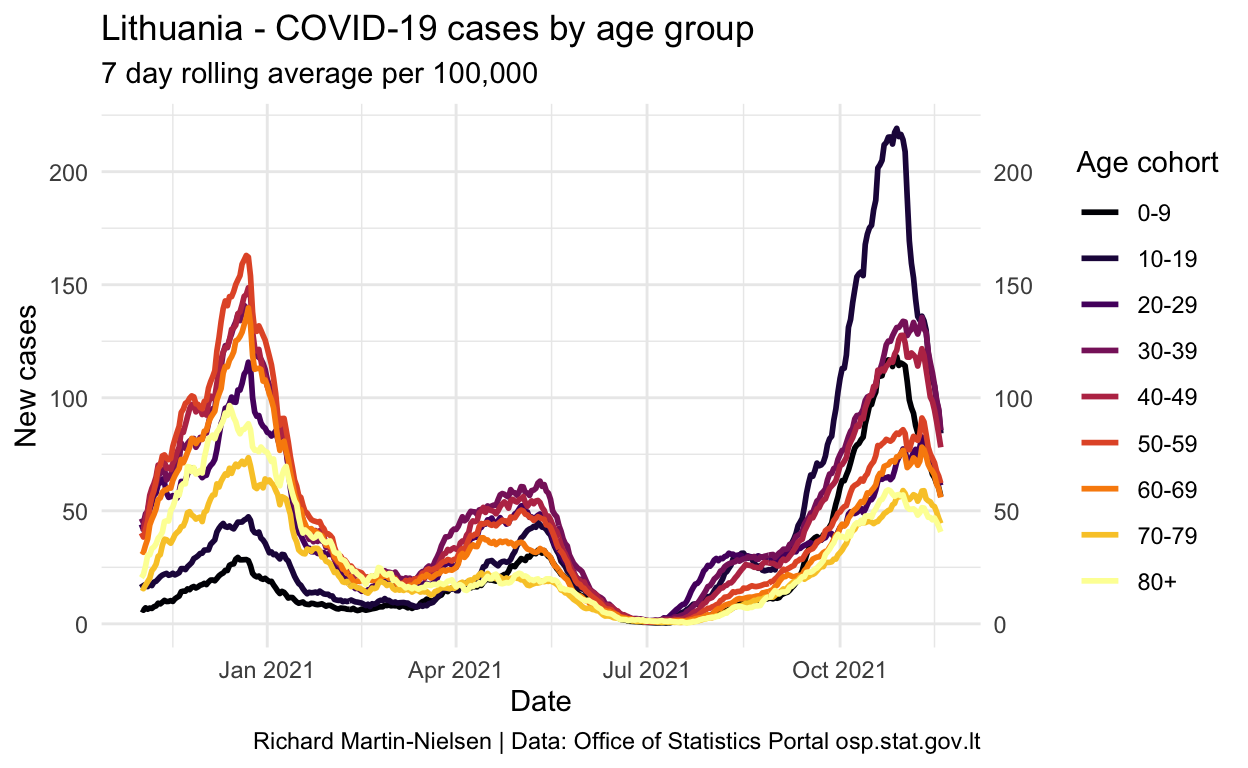 Lithuania - COVID-19 cases by age group
7 day rolling average per 100,000
New cases
200
150
100
50
0
200
150
100
50
0
Jan 2021
Apr 2021
Jul 2021
Oct 2021
Date
Age cohort
0-9
10-19
20-29
30-39
40-49
50-59
60-69
70-79
80+
Richard Martin-Nielsen | Data: Office of Statistics Portal osp.stat.gov.lt